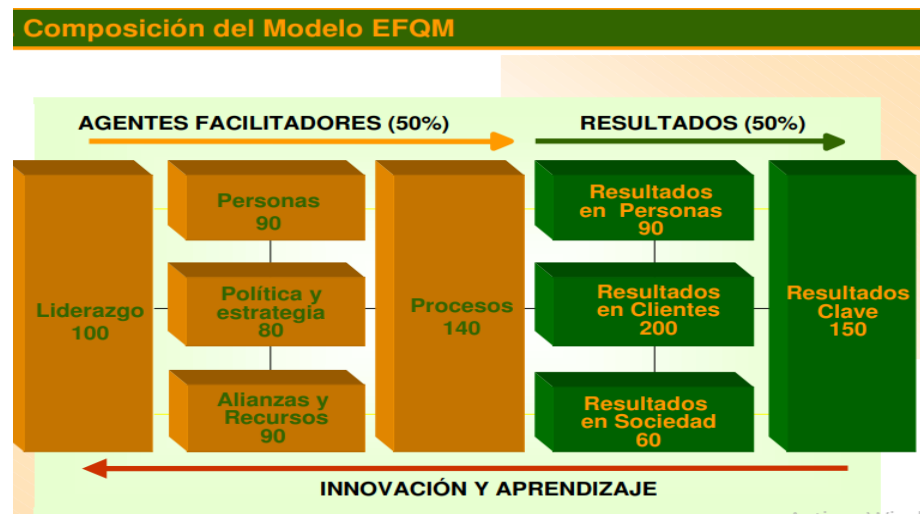 Composición del Modelo EFQM
AGENTES FACILITADORES (50%)
RESULTADOS (50%)
Liderazgo
100
Personas
90
Política y
estrategia
80
Alianzas y
Recursos
90
Procesos
140
Resultados
en Personas
90
Resultados
en Clientes
200
Resultados
en Sociedad
60
Resultados
Clave
150
INNOVACIÓN Y APRENDIZAJE